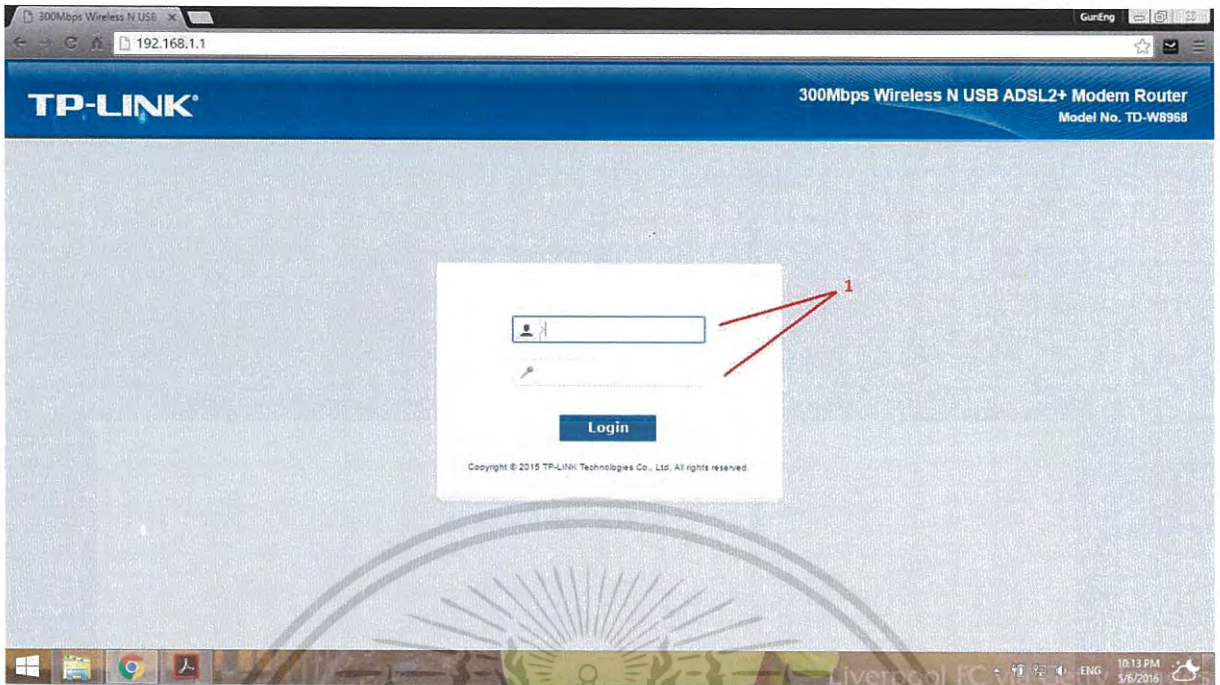 300Mbps Wireless N USB
GunEng
192.168.1.1
TP-LINK®
300Mbps Wireless N USB ADSL2+ Modem Router
Model No. TD-W8968
1
Login
Copyright © 2015 TP-LINK Technologies Co., Ltd. All rights reserved.
Liverpool FC
ENG
10:13 PM
5/6/2016